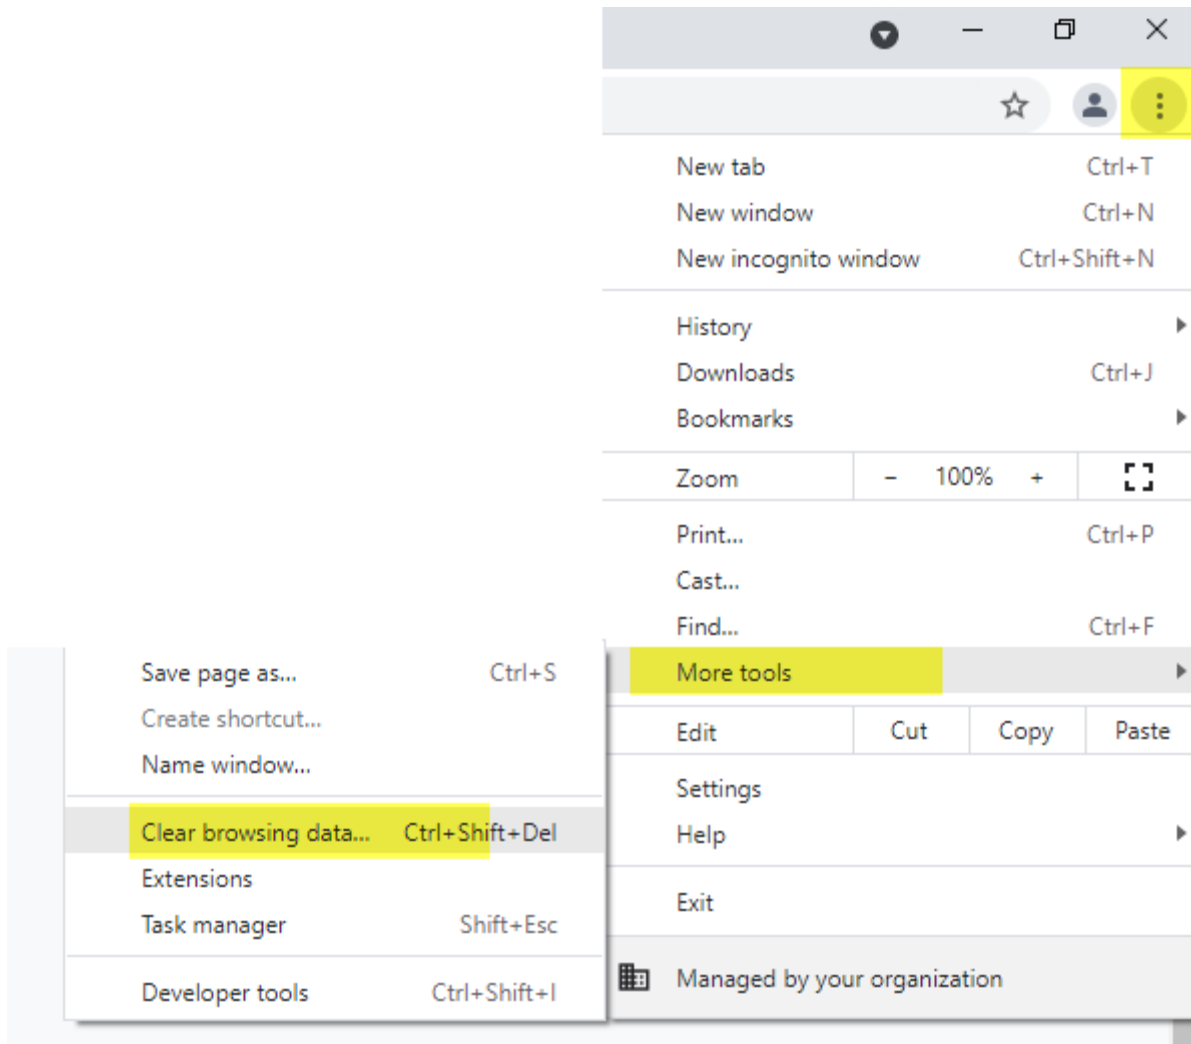 New tab Ctrl+T
New window Ctrl+N
New incognito window Ctrl+Shift+N
History
Downloads Ctrl+J
Bookmarks
Zoom - 100% +
Print... Ctrl+P
Cast...
Find... Ctrl+F
More tools
Edit Cut Copy Paste
Settings
Help
Exit
Managed by your organization
Save page as... Ctrl+S
Create shortcut...
Name window...
Clear browsing data... Ctrl+Shift+Del
Extensions
Task manager Shift+Esc
Developer tools Ctrl+Shift+I